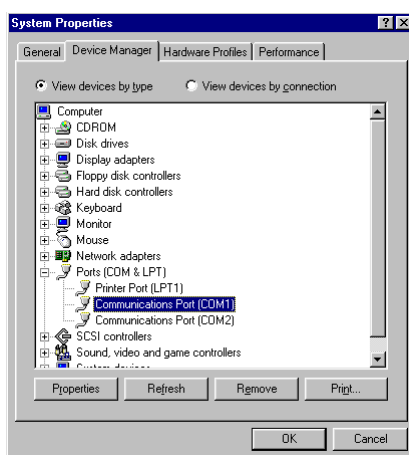 System Properties
General Device Manager Hardware Profiles Performance
View devices by type View devices by connection
Computer
CDROM
Disk drives
Display adapters
Floppy disk controllers
Hard disk controllers
Keyboard
Monitor
Mouse
Network adapters
Ports (COM & LPT)
Printer Port (LPT1)
Communications Port (COM1)
Communications Port (COM2)
SCSI controllers
Sound, video and game controllers
System devices
Properties Refresh Remove Print...
OK Cancel